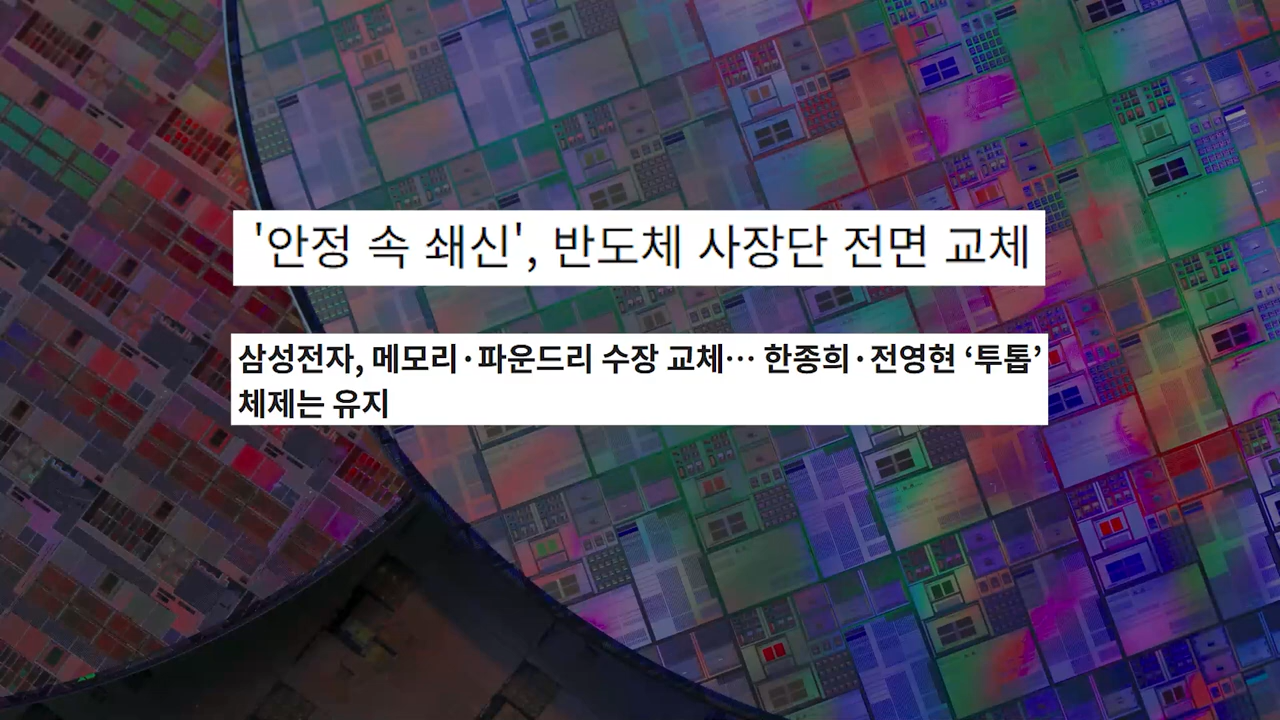 '안정 속 쇄신', 반도체 사장단 전면 교체
삼성전자, 메모리·파운드리 수장 교체… 한종희·전영현 ‘투톱’
체제는 유지